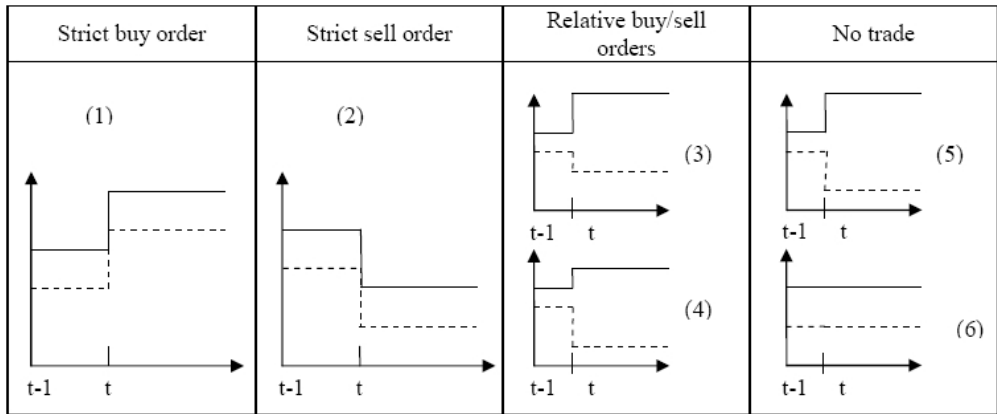 Strict buy order
Strict sell order
Relative buy/sell
orders
No trade
(1)
(2)
(3)
(5)
t-1 t
t-1 t
(4)
(6)
t-1 t
t-1 t
t-1 t
t-1 t